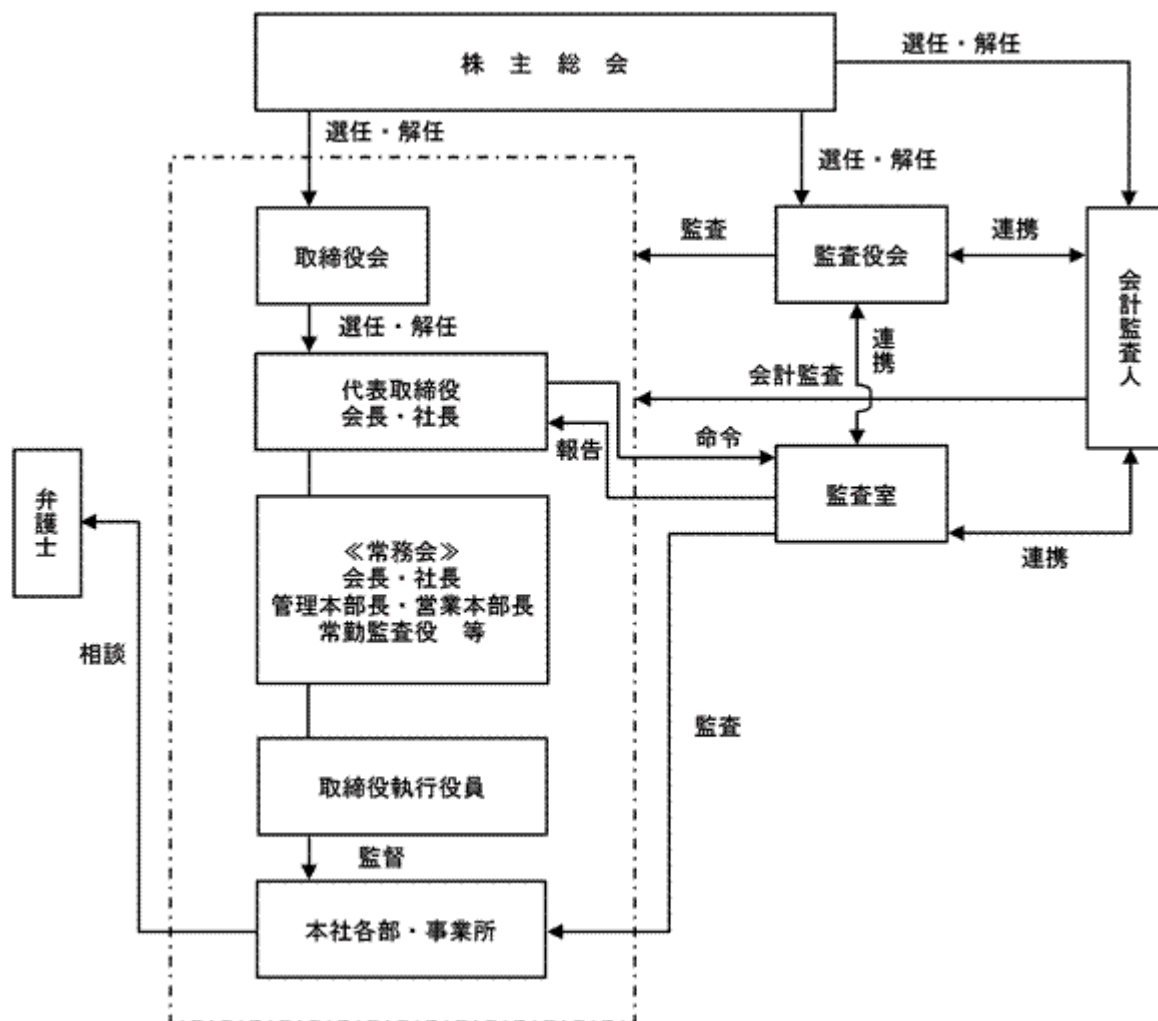 株主総会
選任・解任
選任・解任
選任・解任
取締役会
監査
監査役会
連携
会計監査人
選任・解任
連携
代表取締役
会長・社長
会計監査
命令
報告
監査室
連携
弁護士
≪常務会≫
会長・社長
管理本部長・営業本部長
常勤監査役 等
相談
監査
取締役執行役員
監督
本社各部・事業所